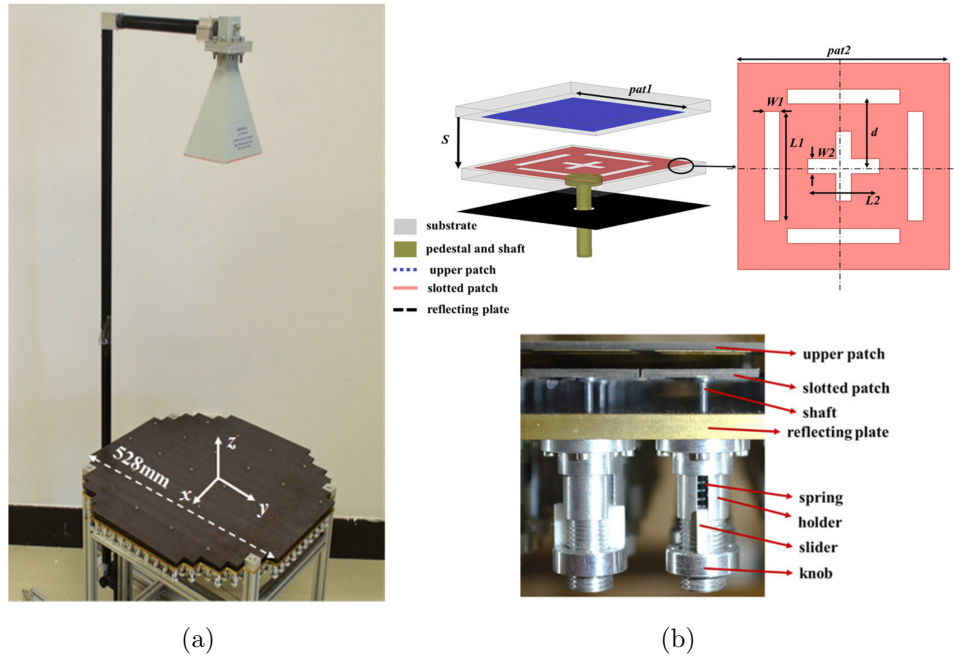 528mm
z
x
y
(a)
pat1
S
substrate
pedestal and shaft
upper patch
slotted patch
reflecting plate
pat2
W1
L1
d
W2
L2
upper patch
slotted patch
shaft
reflecting plate
spring
holder
slider
knob
(b)